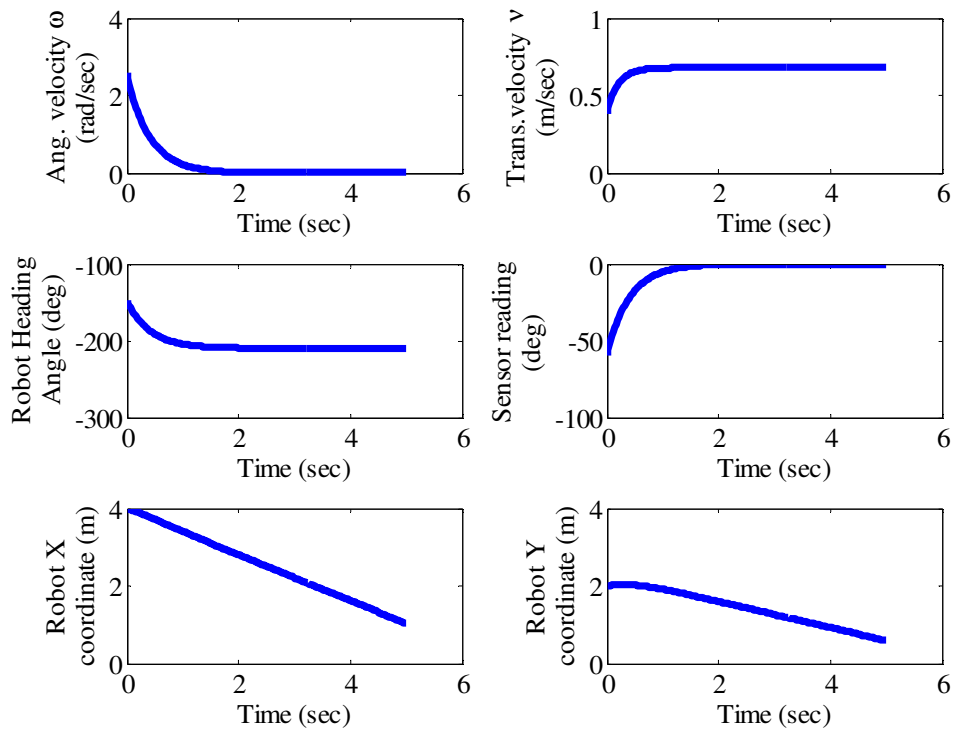 Ang. velocity ω
(rad/sec)
4
2
0
0
2
4
6
Time (sec)
Trans.velocity ν
(m/sec)
1
0.5
0
0
2
4
6
Time (sec)
Robot Heading
Angle (deg)
-100
-200
-300
0
2
4
6
Time (sec)
Sensor reading
(deg)
0
-50
-100
0
2
4
6
Time (sec)
Robot X
coordinate (m)
4
2
0
0
2
4
6
Time (sec)
Robot Y
coordinate (m)
4
2
0
0
2
4
6
Time (sec)